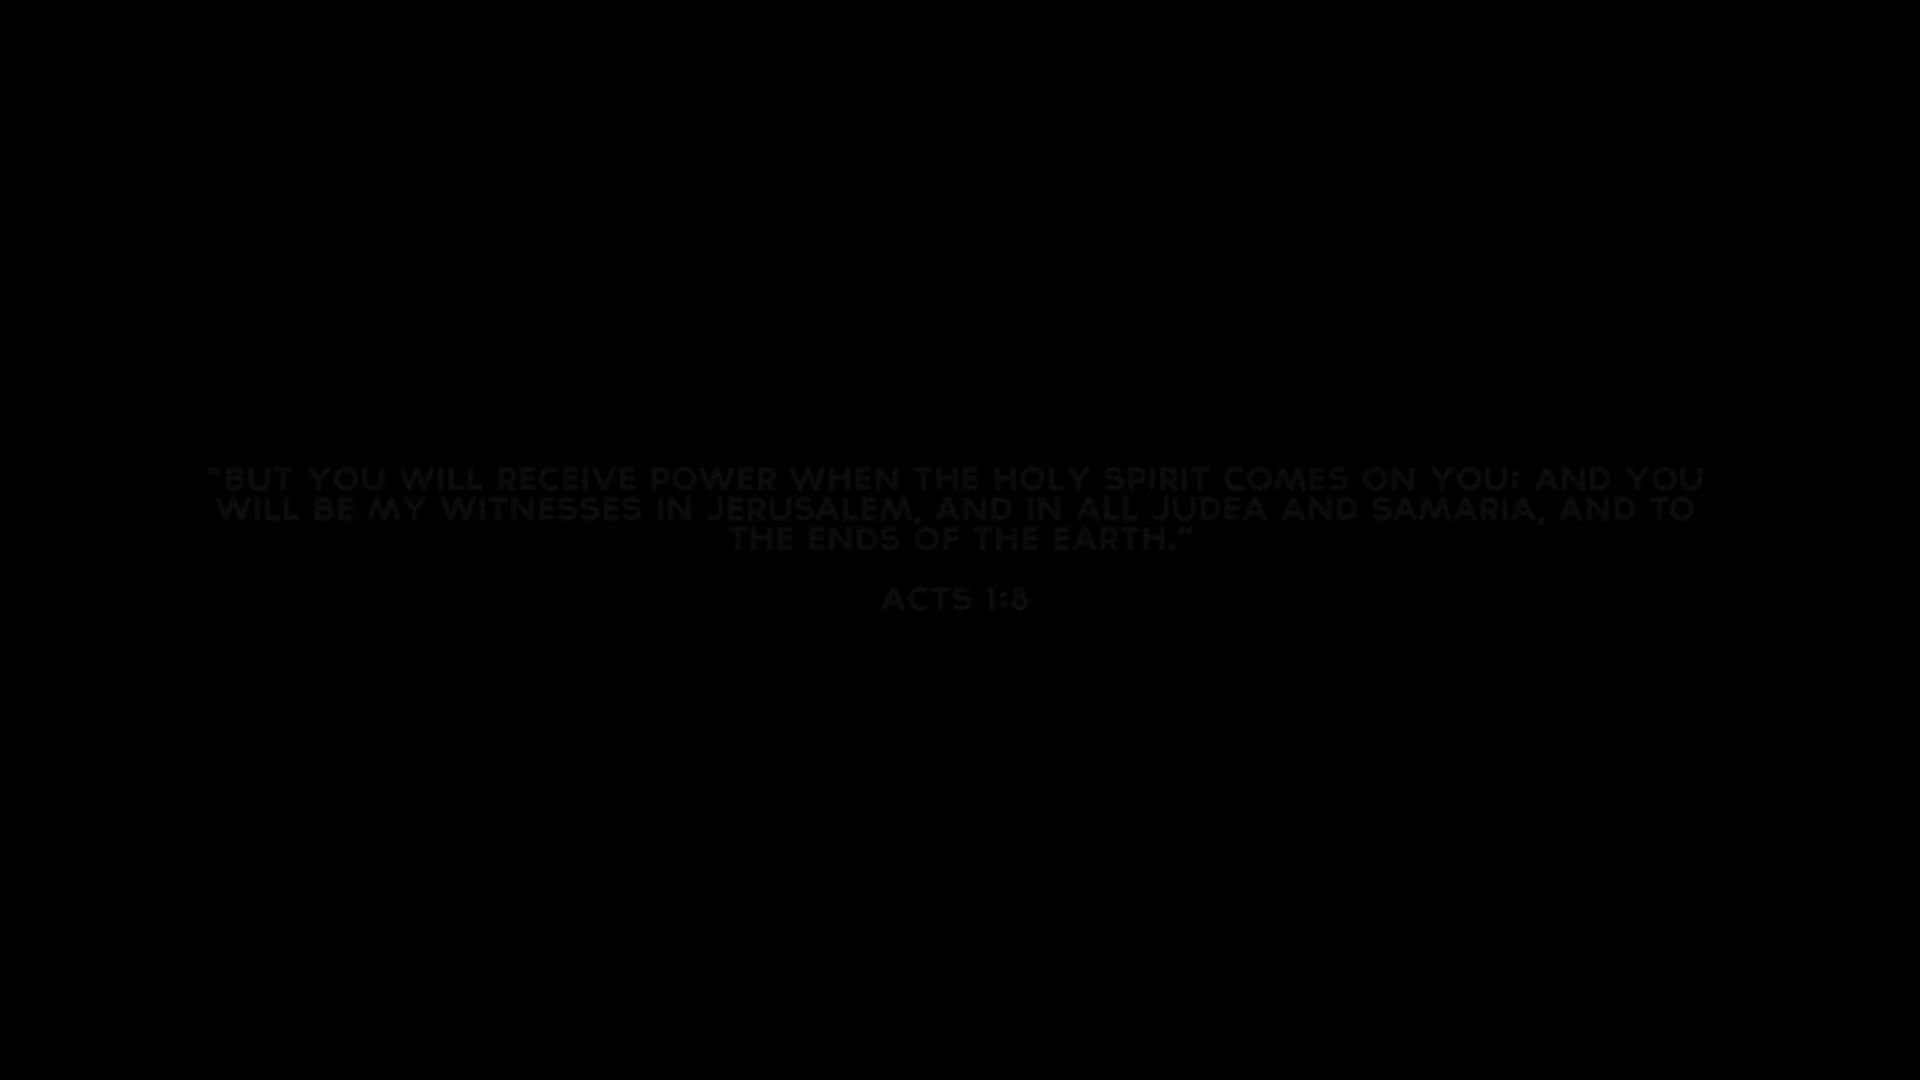 "BUT YOU WILL RECEIVE POWER WHEN THE HOLY SPIRIT COMES ON YOU: AND YOU
WILL BE MY WITNESSES IN JERUSALEM, AND IN ALL JUDEA AND SAMARIA, AND TO
THE ENDS OF THE EARTH."
ACTS 1:8